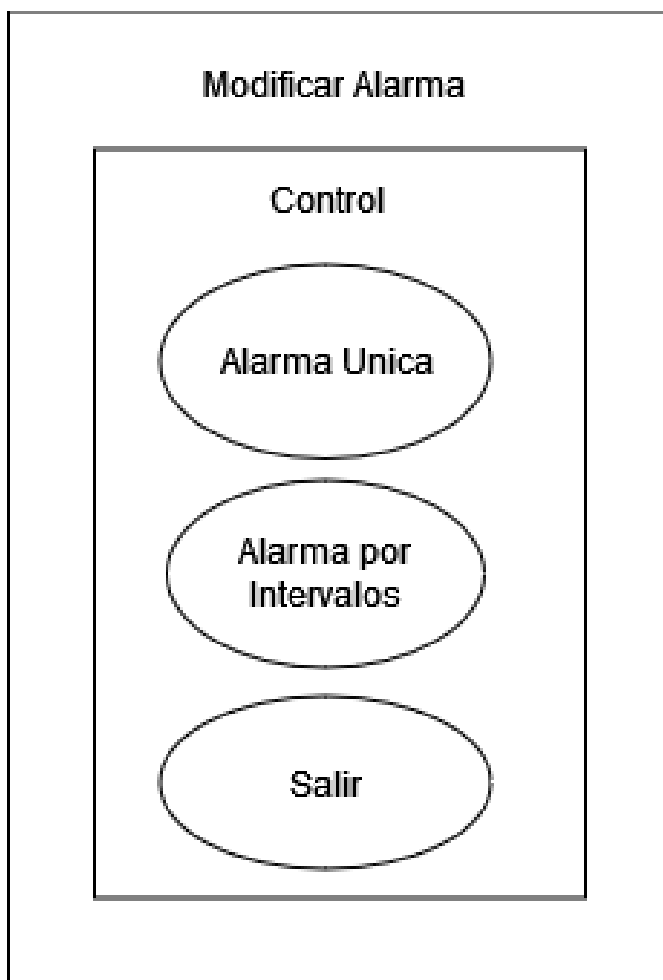 Modificar Alarma
Control
Alarma Unica
Alarma por
Intervalos
Salir